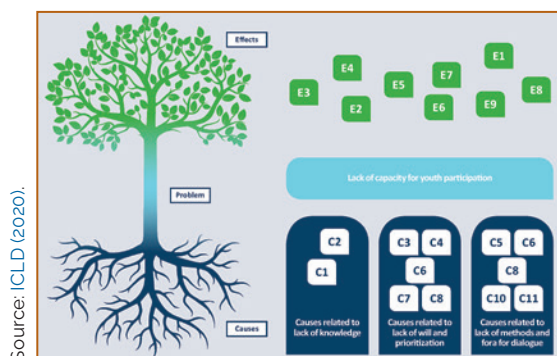 Effects
Problem
Causes
E1
E4
E7
E3
E5
E8
E2
E6
E9
Lack of capacity for youth participation
C2
C1
Causes related to
lack of knowledge
C3 C4
C6
C7 C8
Causes related to
lack of will and
prioritization
C5 C6
C8
C10 C11
Causes related to
lack of methods and
fora for dialogue
Source: ICLD (2020).